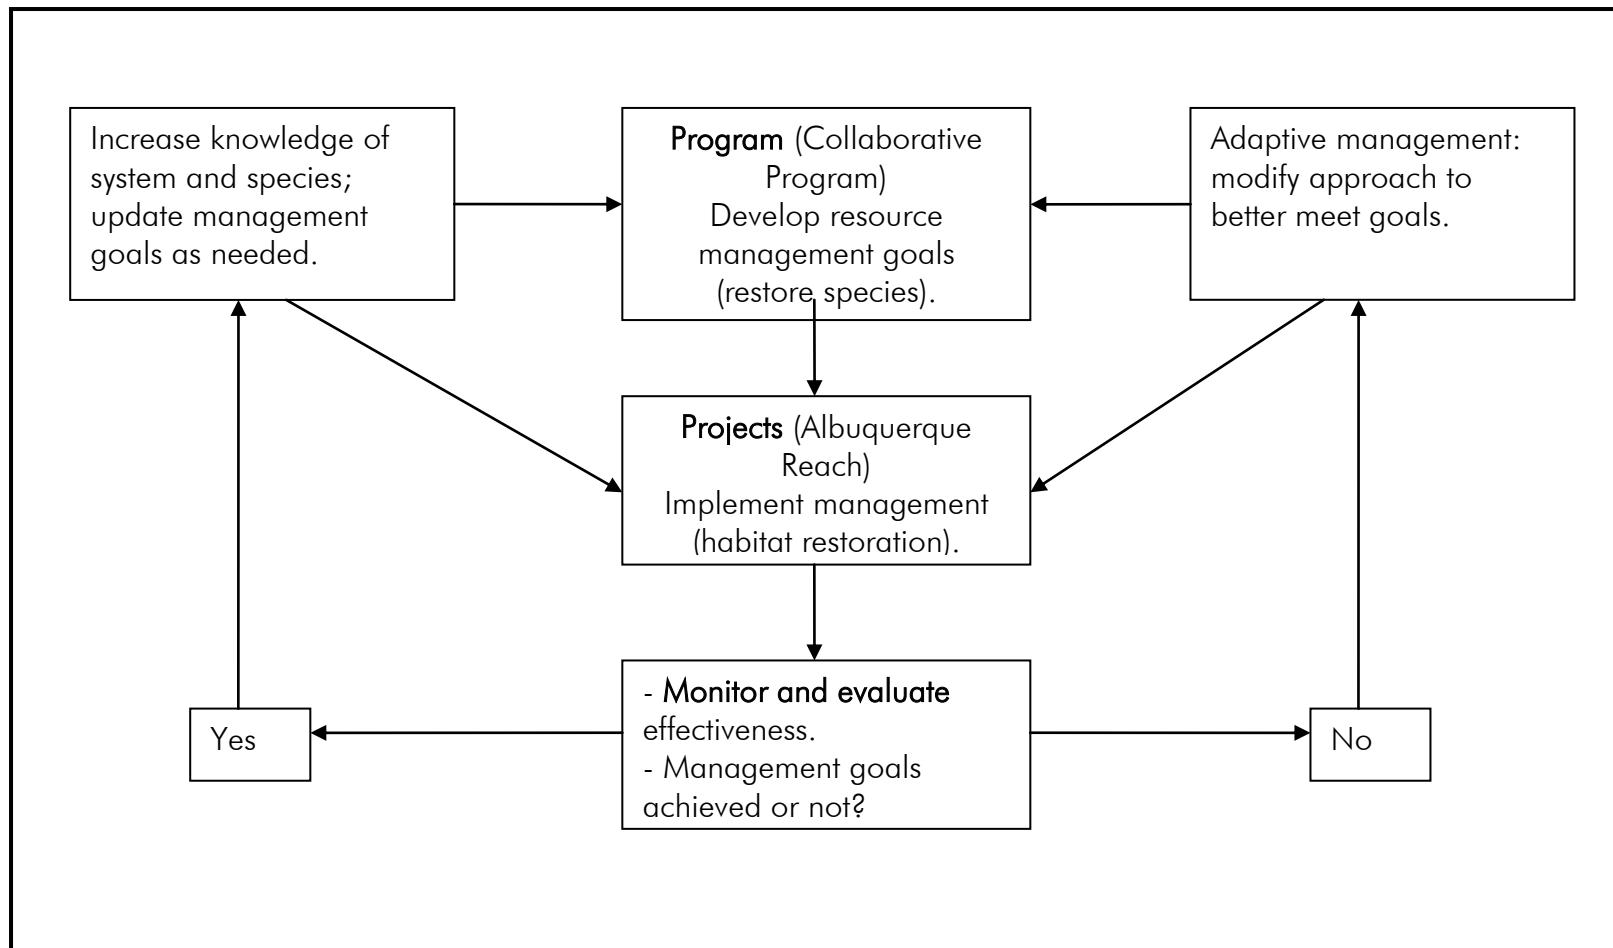 Increase knowledge of
system and species;
update management
goals as needed.
Program (Collaborative
Program)
Develop resource
management goals
(restore species).
Adaptive management:
modify approach to
better meet goals.
Projects (Albuquerque
Reach)
Implement management
(habitat restoration).
Yes
- Monitor and evaluate
effectiveness.
- Management goals
achieved or not?
No